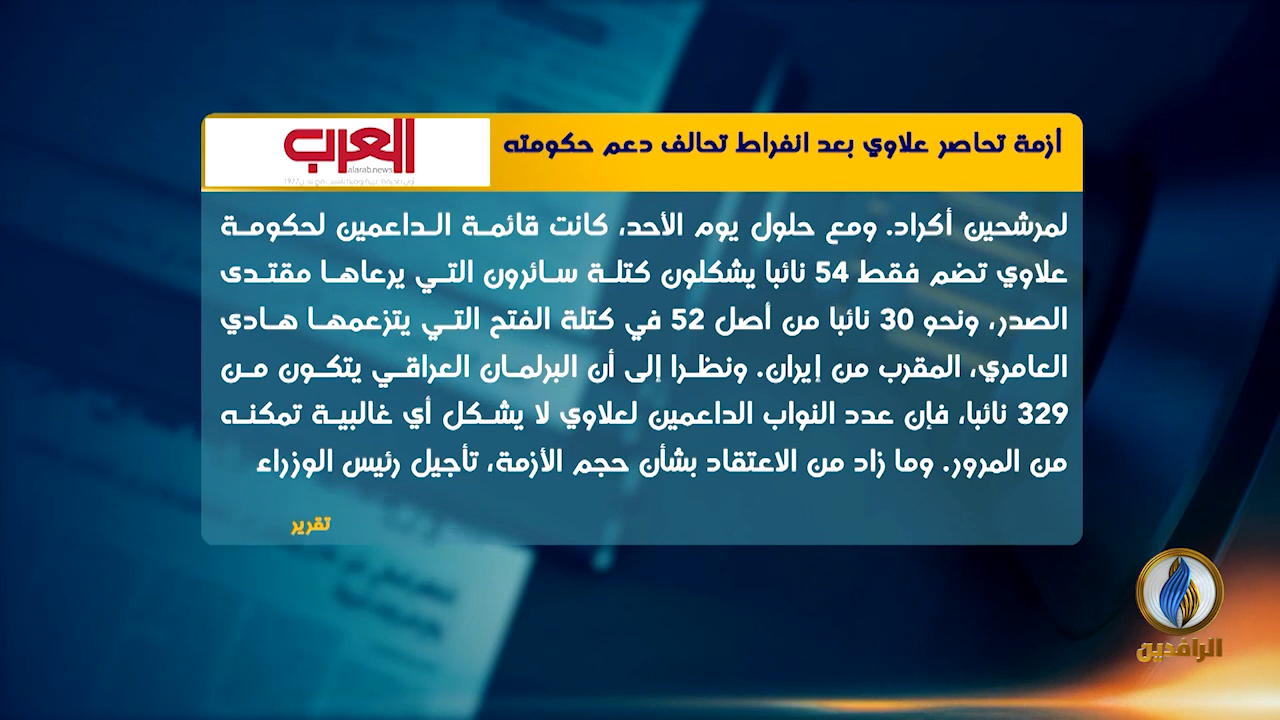 أزمة تحاصر علاوي بعد انفراط تحالف دعم حكومته
العرب
alarab.news
لمرشحين أكراد. ومع حلول يوم الأحد، كانت قائمة الداعمين لحكومة
علاوي تضم فقط 54 نائبا يشكلون كتلة سائرون التي يرعاها مقتدى
الصدر، ونحو 30 نائبا من أصل 52 في كتلة الفتح التي يتزعمها هادي
العامري، المقرب من إيران. ونظرا إلى أن البرلمان العراقي يتكون من
329 نائبا، فإن عدد النواب الداعمين لعلاوي لا يشكل أي غالبية تمكنه
من المرور. وما زاد من الاعتقاد بشأن حجم الأزمة، تأجيل رئيس الوزراء
تقرير
الرافدين